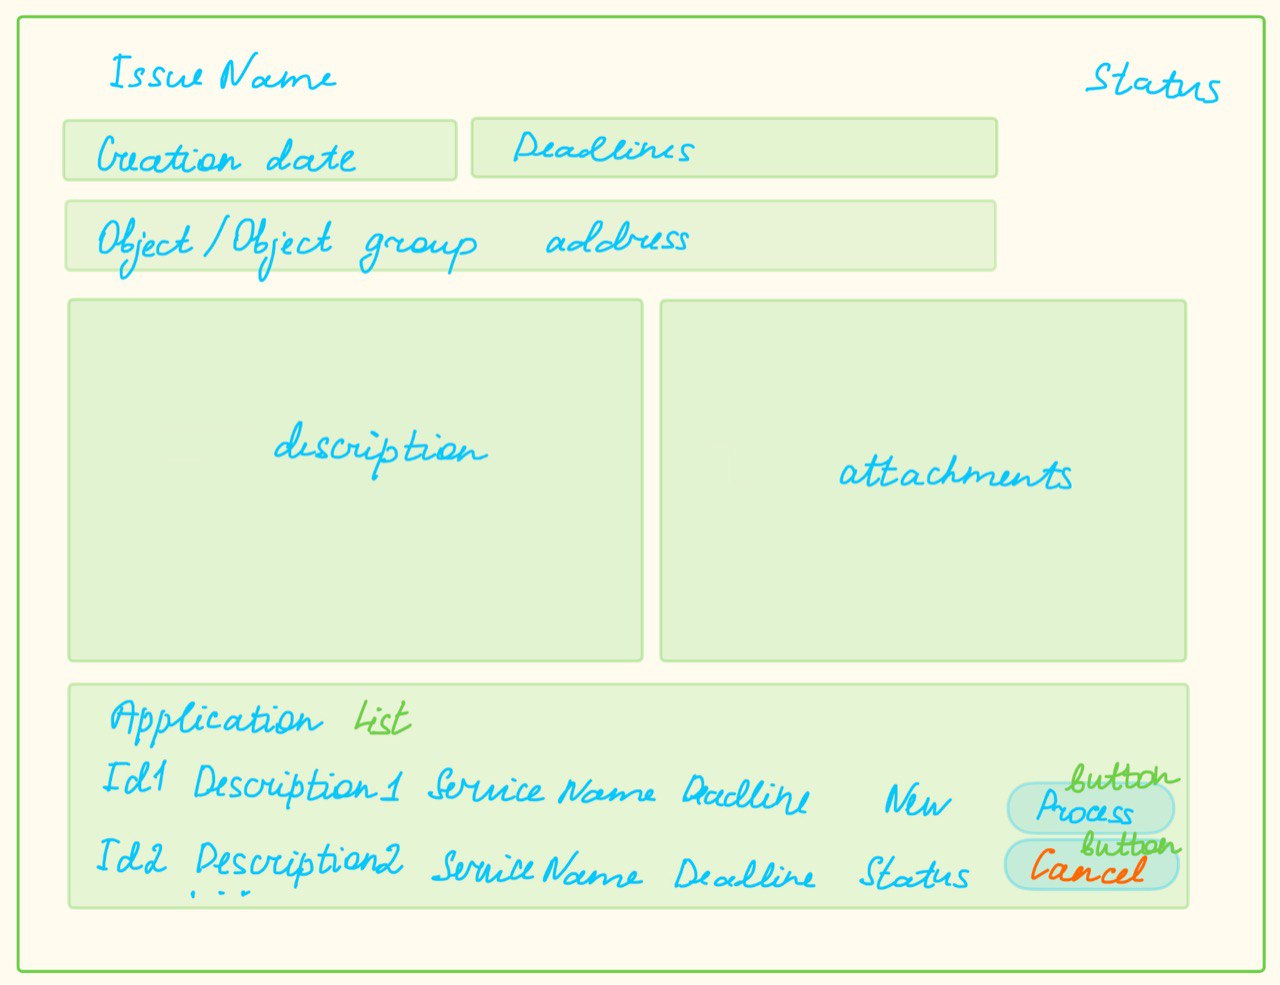 Issue Name Status
Creation date Deadlines
Object/Object group address
description
attachments
Application List
Id1 Description1 Service Name Deadline New button Process
Id2 Description2 Service Name Deadline Status button Cancel
. . . .